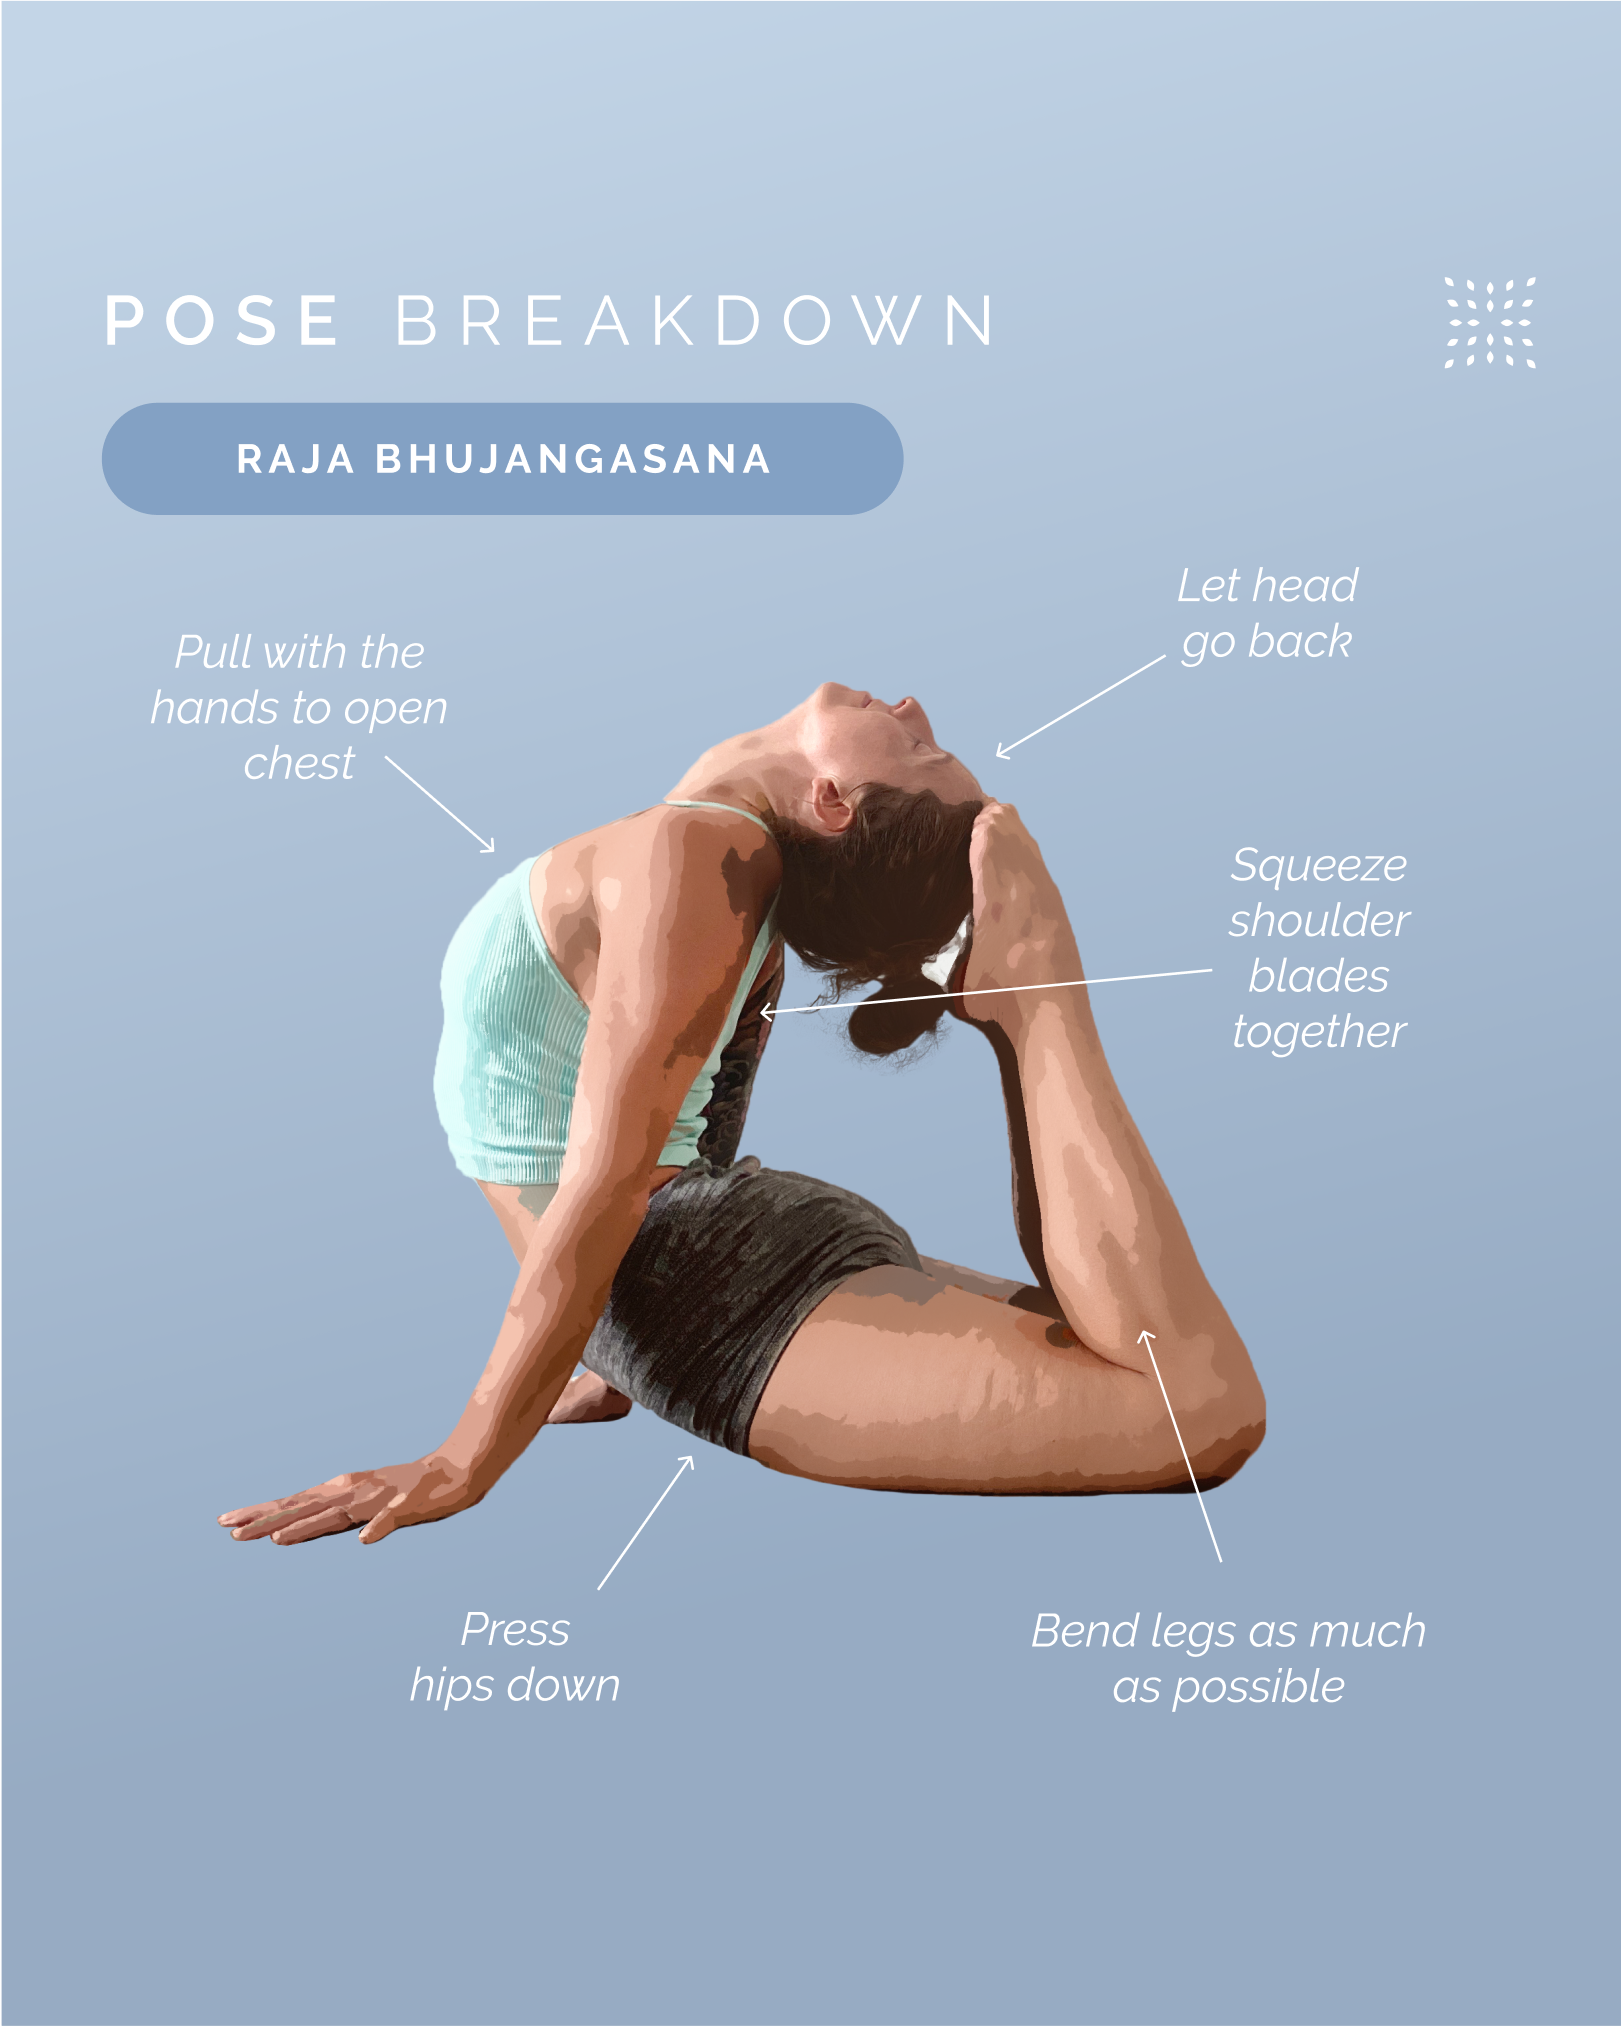 POSE BREAKDOWN
RAJA BHUJANGASANA
Let head
go back
Pull with the
hands to open
chest
Squeeze
shoulder
blades
together
Press
hips down
Bend legs as much
as possible